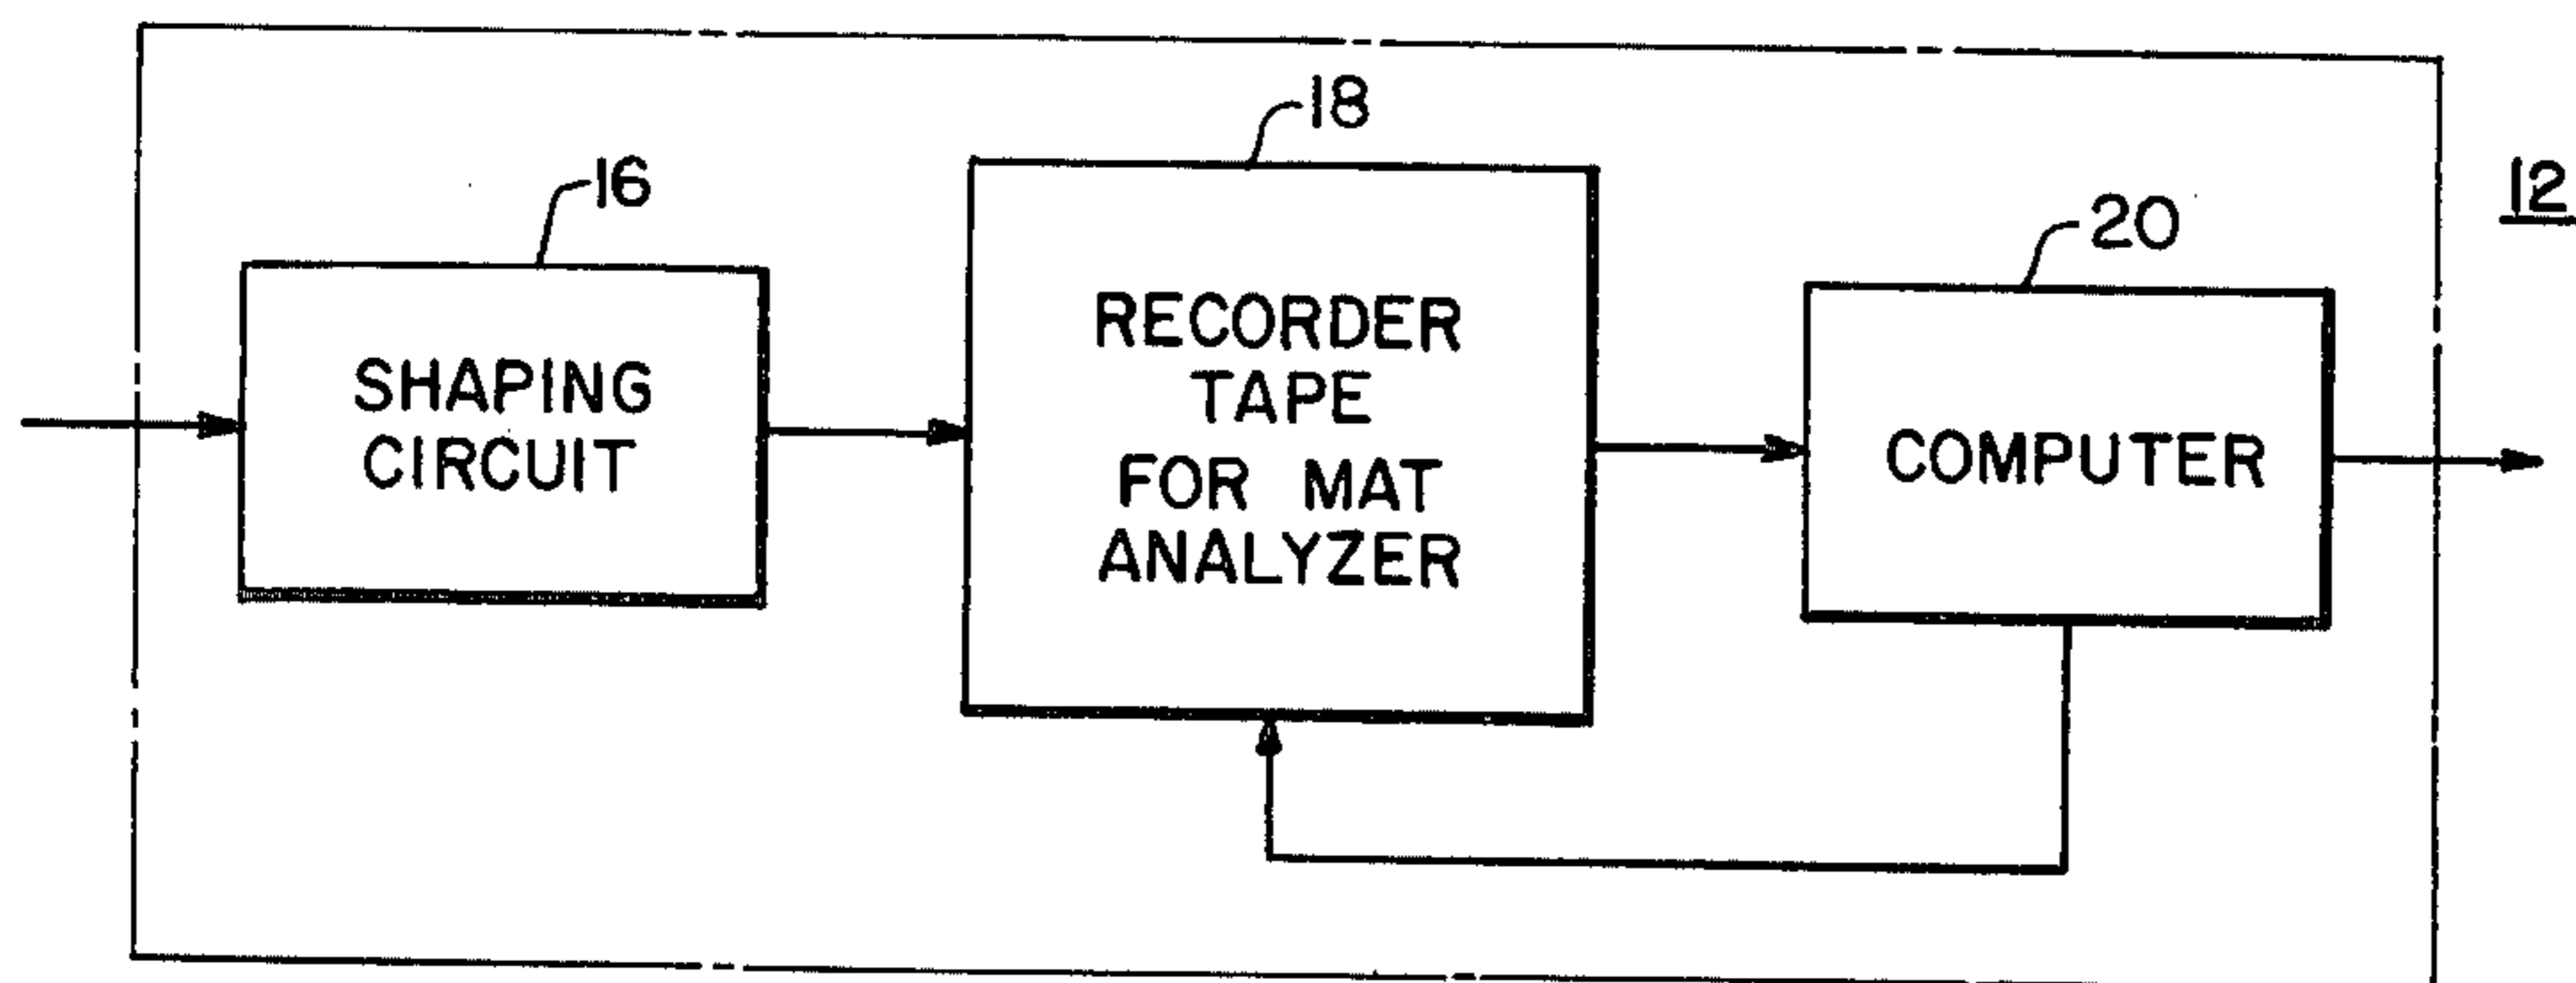 18
16
12
20
SHAPING
CIRCUIT
RECORDER
TAPE
FOR MAT
ANALYZER
COMPUTER